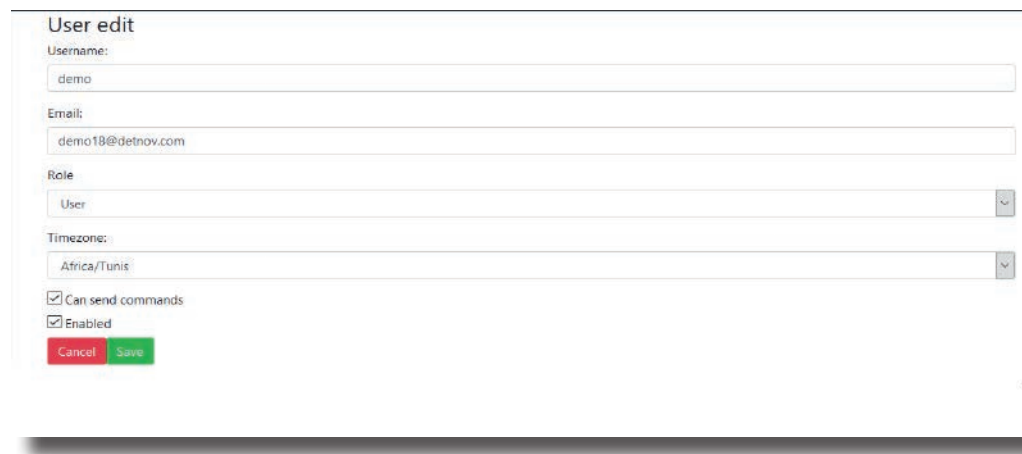 User edit
Username:
demo
Email:
demo18@detnov.com
Role
User
Timezone:
Africa/Tunis
Can send commands
Enabled
Cancel Save